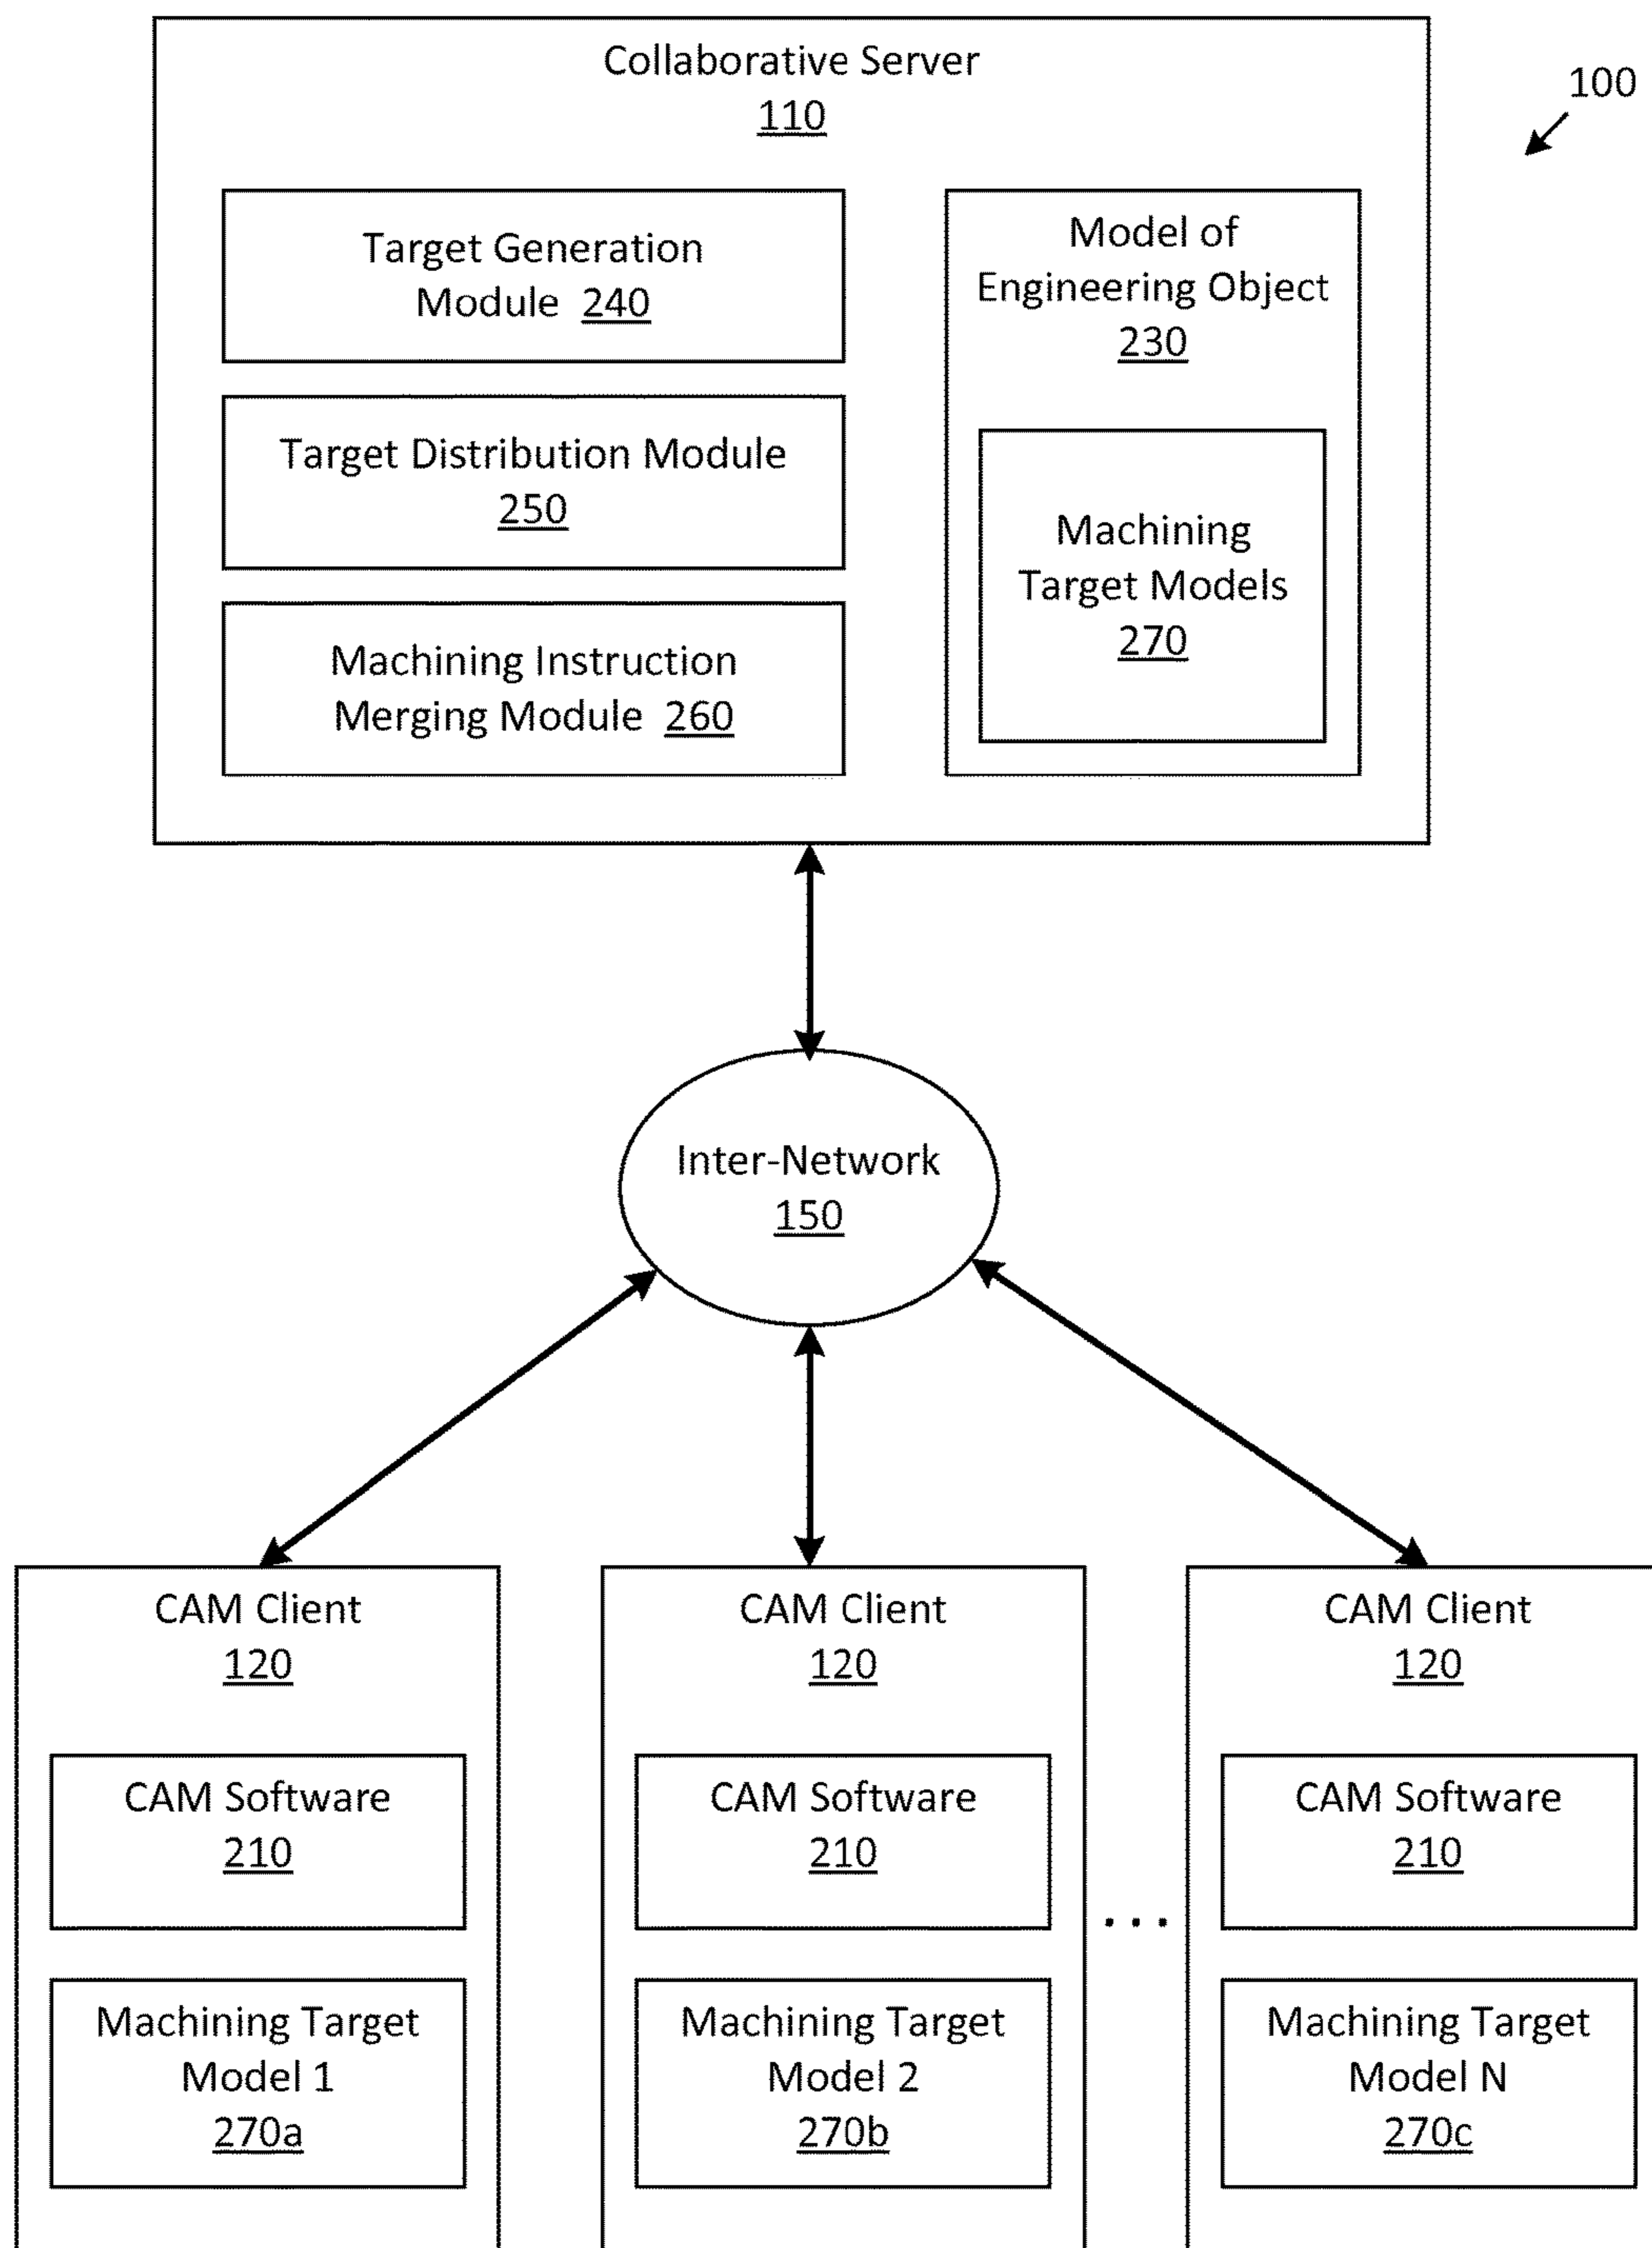 Collaborative Server
110
100
Target Generation
Module 240
Target Distribution Module
250
Machining Instruction
Merging Module 260
Model of
Engineering Object
230
Machining
Target Models
270
Inter-Network
150
CAM Client
120
CAM Software
210
Machining Target
Model 1
270a
CAM Client
120
CAM Software
210
Machining Target
Model 2
270b
...
CAM Client
120
CAM Software
210
Machining Target
Model N
270c